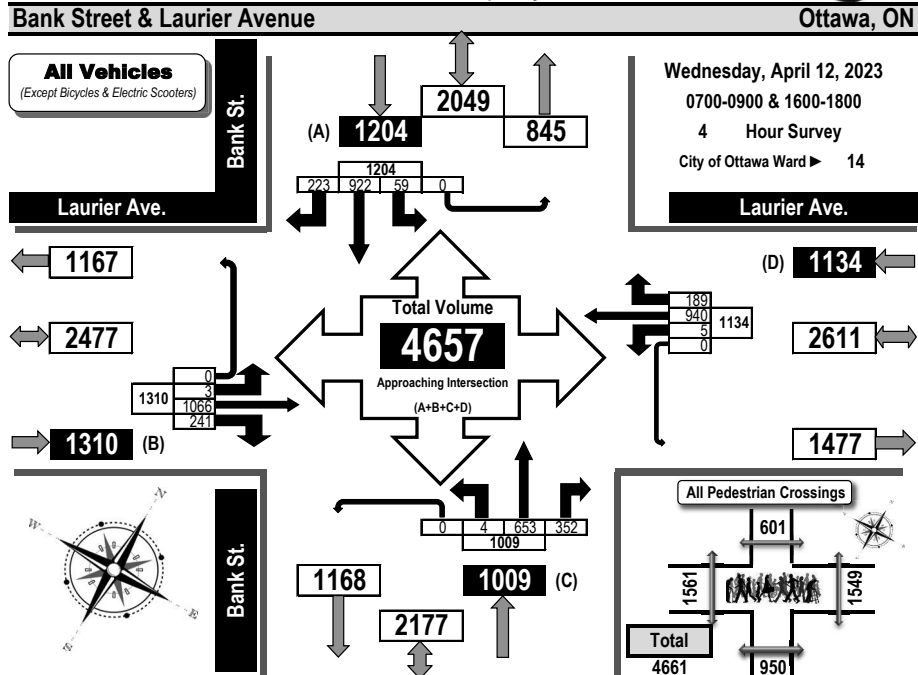 Bank Street & Laurier Avenue
Ottawa, ON
All Vehicles
(Except Bicycles & Electric Scooters)
Bank St.
Laurier Ave.
2049
(A) 1204
845
1204
223 922 59 0
Wednesday, April 12, 2023
0700-0900 & 1600-1800
4 Hour Survey
City of Ottawa Ward ► 14
Laurier Ave.
1167
2477
1310 (B)
1310
0
3
1066
241
Total Volume
4657
Approaching Intersection
(A+B+C+D)
189
940
5
0
1134
(D) 1134
2611
1477
N
W
E
S
Bank St.
0 4 653 352
1009
1168
1009 (C)
2177
All Pedestrian Crossings
601
1561
1549
Total
4661
950